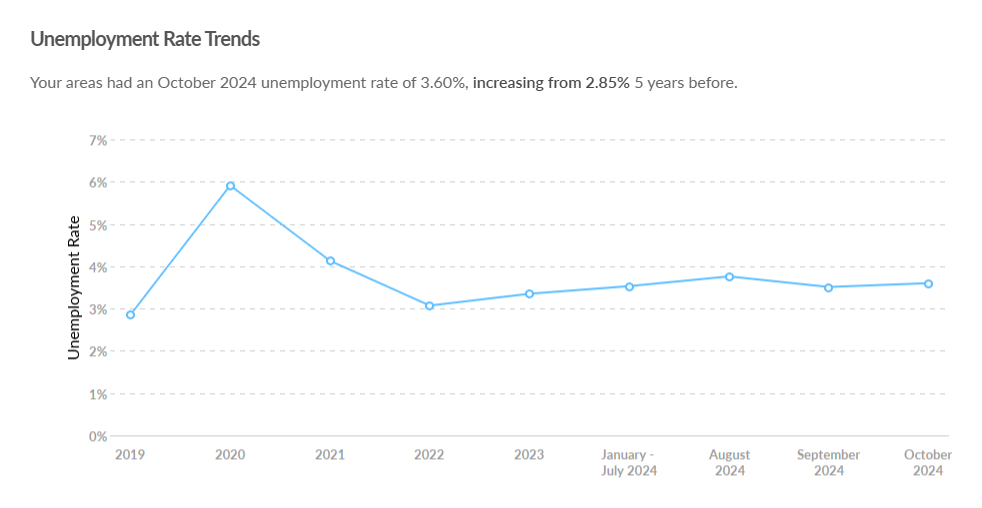 Unemployment Rate Trends
Your areas had an October 2024 unemployment rate of 3.60%, increasing from 2.85% 5 years before.
7%
6%
5%
4%
3%
2%
1%
0%
Unemployment Rate
2019
2020
2021
2022
2023
January -
July 2024
August
2024
September
2024
October
2024